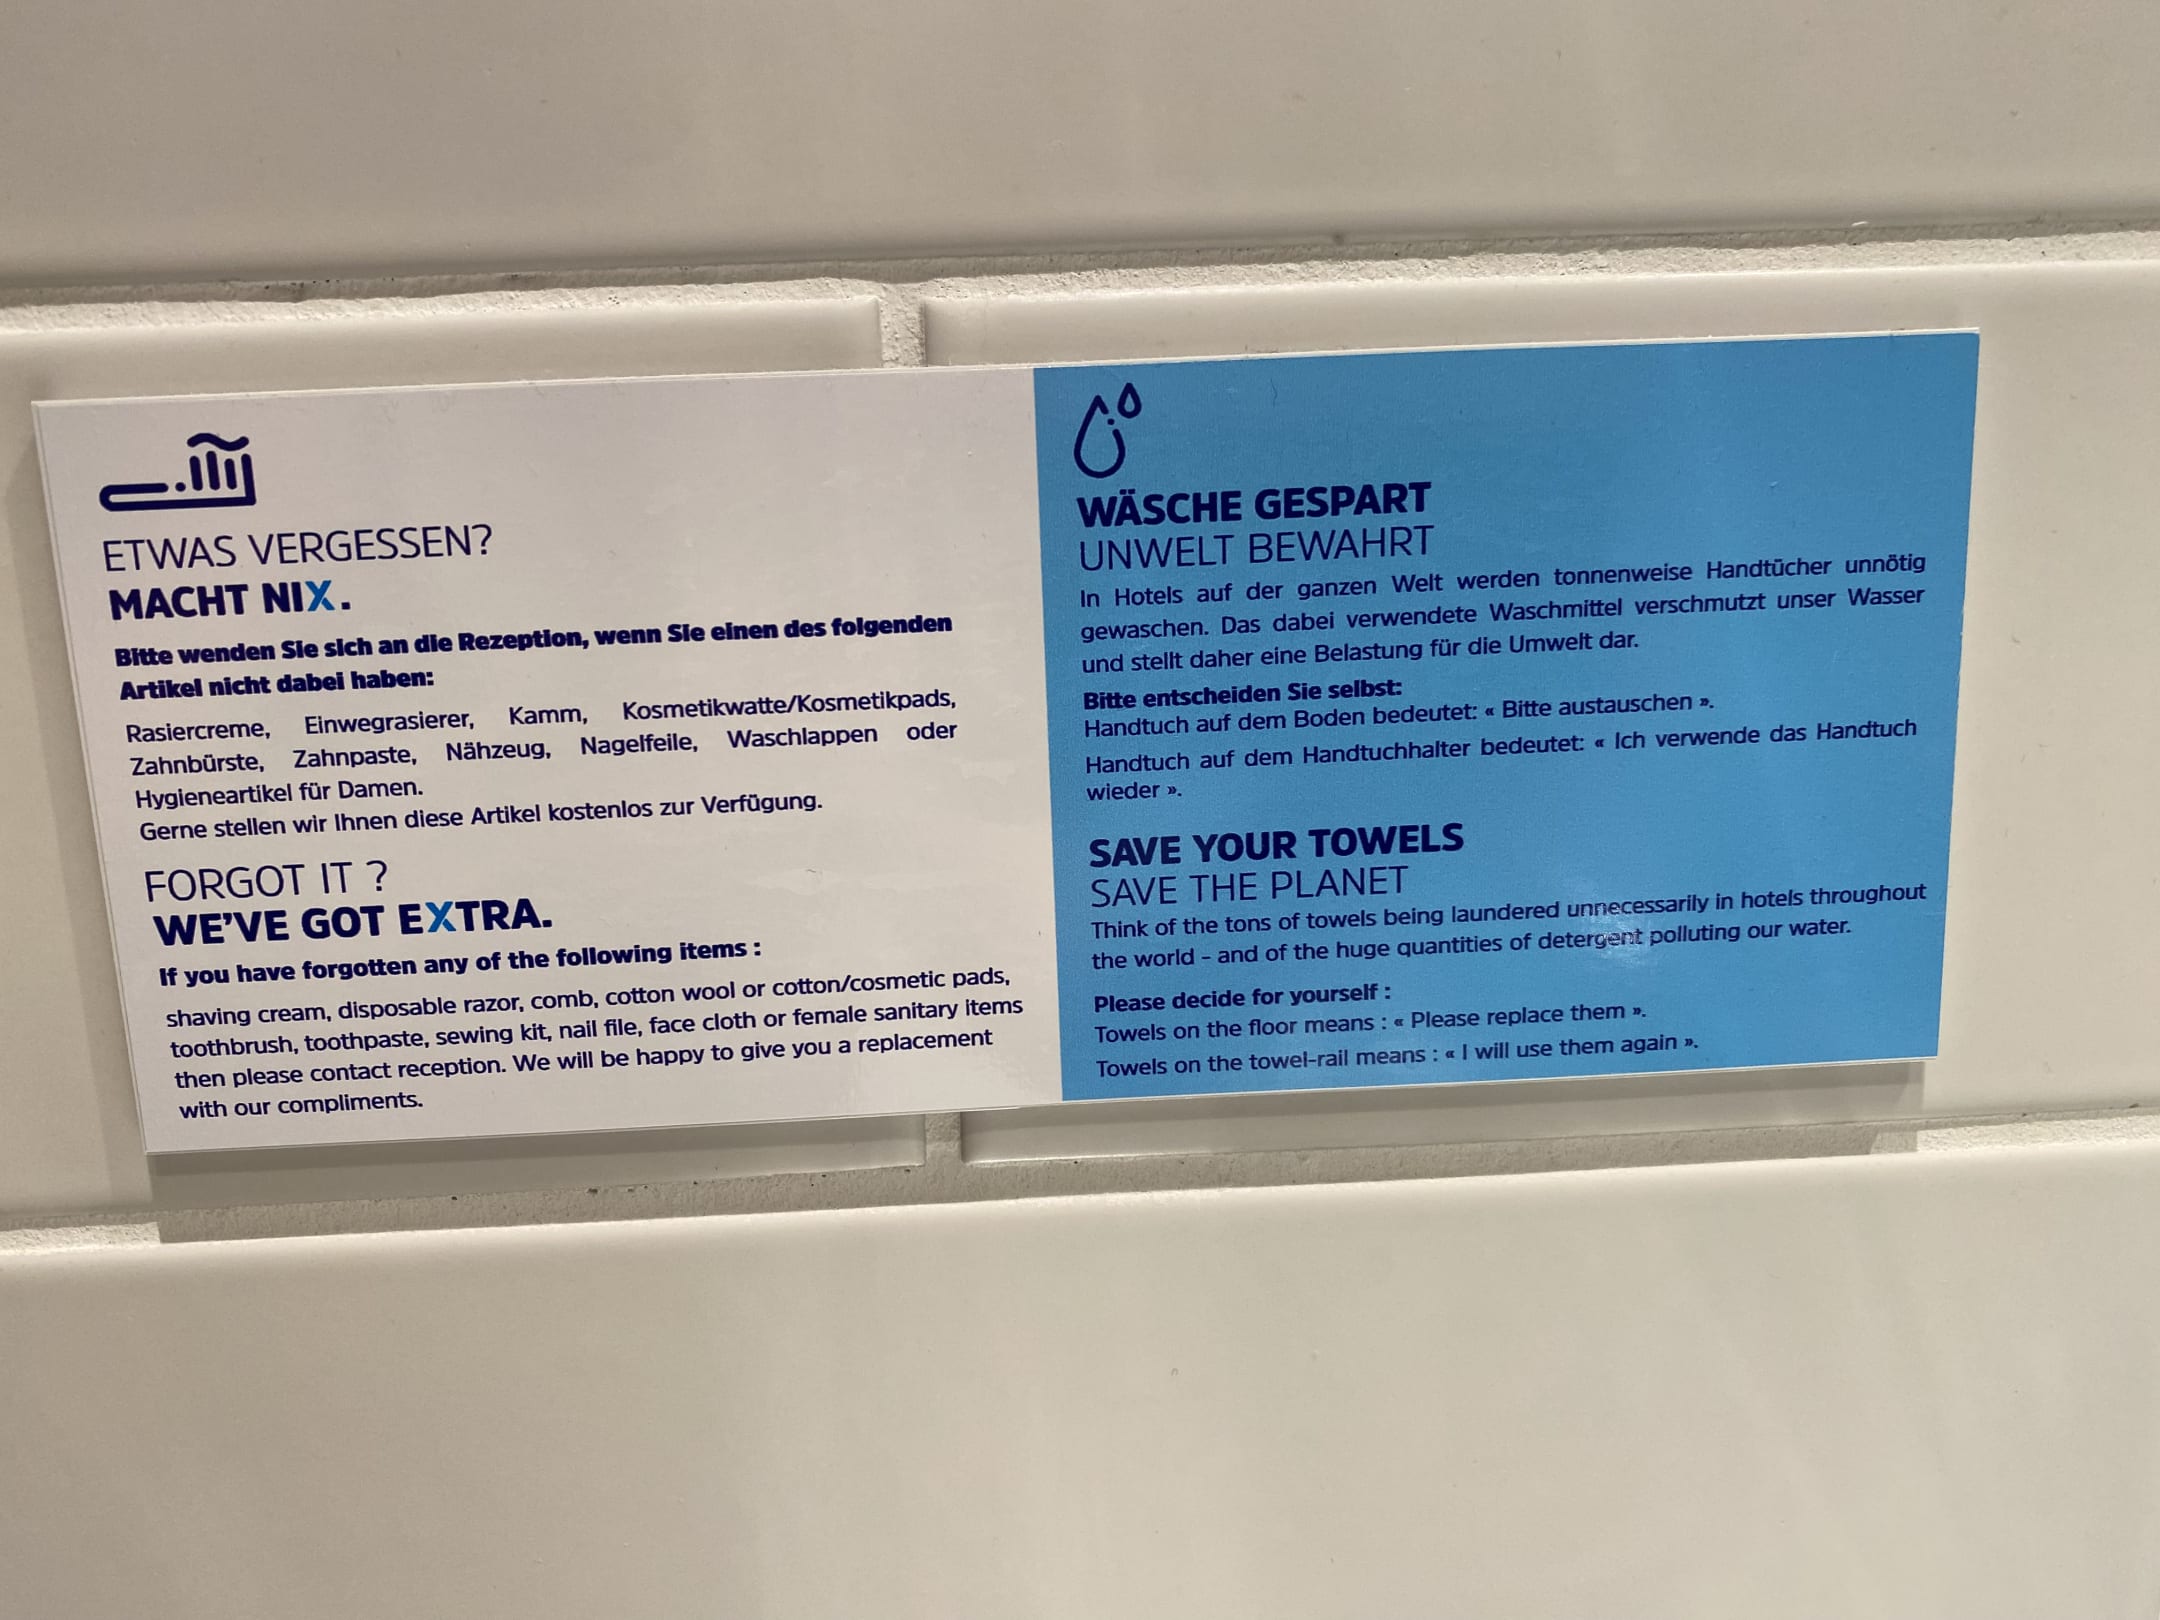 ETWAS VERGESSEN?
MACHT NIX.
Bitte wenden Sie sich an die Rezeption, wenn Sie einen des folgenden
Artikel nicht dabei haben:
Rasiercreme, Einwegrasierer, Kamm, Kosmetikwatte/Kosmetikpads,
Zahnbürste, Zahnpaste, Nähzeug, Nagelfeile, Waschlappen oder
Hygieneartikel für Damen.
Gerne stellen wir Ihnen diese Artikel kostenlos zur Verfügung.
FORGOT IT ?
WE'VE GOT EXTRA.
If you have forgotten any of the following items :
shaving cream, disposable razor, comb, cotton wool or cotton/cosmetic pads,
toothbrush, toothpaste, sewing kit, nail file, face cloth or female sanitary items
then please contact reception. We will be happy to give you a replacement
with our compliments.
WÄSCHE GESPART
UNWELT BEWAHRT
In Hotels auf der ganzen Welt werden tonnenweise Handtücher unnötig
gewaschen. Das dabei verwendete Waschmittel verschmutzt unser Wasser
und stellt daher eine Belastung für die Umwelt dar.
Bitte entscheiden Sie selbst:
Handtuch auf dem Boden bedeutet: « Bitte austauschen ».
Handtuch auf dem Handtuchhalter bedeutet: « Ich verwende das Handtuch
wieder ».
SAVE YOUR TOWELS
SAVE THE PLANET
Think of the tons of towels being laundered unnecessarily in hotels throughout
the world - and of the huge quantities of detergent polluting our water.
Please decide for yourself :
Towels on the floor means : « Please replace them ».
Towels on the towel-rail means : « I will use them again ».